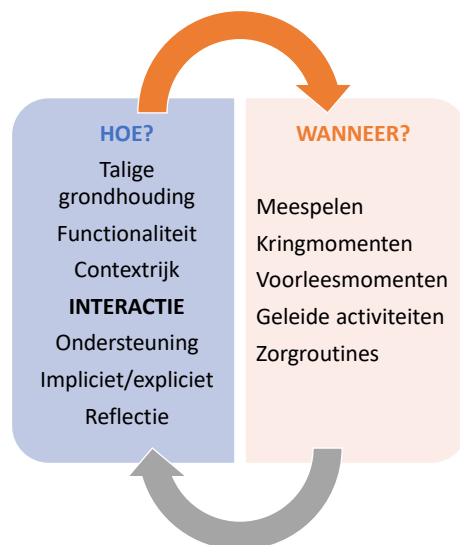 HOE?
Talige
grondhouding
Functionaliteit
Contextrijk
INTERACTIE
Ondersteuning
Impliciet/expliciet
Reflectie
WANNEER?
Meespelen
Kringmomenten
Voorleesmomenten
Geleide activiteiten
Zorgroutines